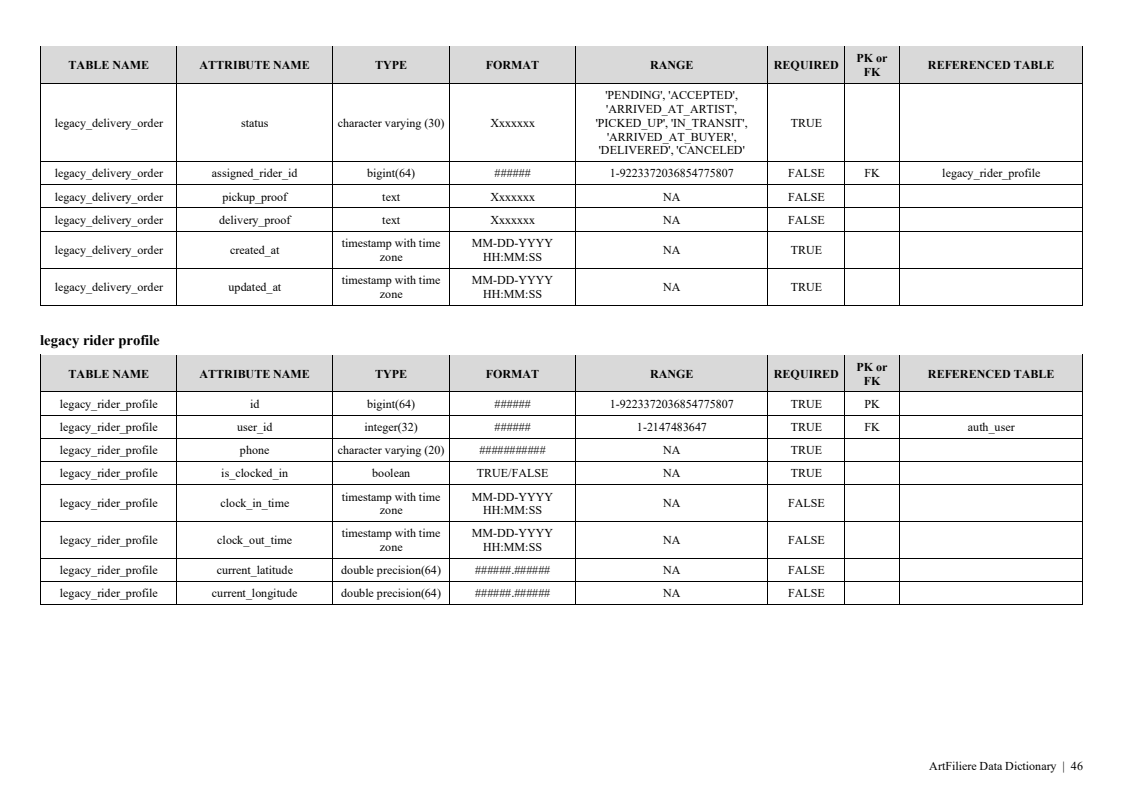 TABLE NAME ATTRIBUTE NAME TYPE FORMAT RANGE REQUIRED PK or FK REFERENCED TABLE
legacy_delivery_order status character varying (30) Xxxxxxx 'PENDING', 'ACCEPTED', 'ARRIVED_AT_ARTIST', 'PICKED_UP', 'IN_TRANSIT', 'ARRIVED_AT_BUYER', 'DELIVERED', 'CANCELED' TRUE
legacy_delivery_order assigned_rider_id bigint(64) ###### 1-9223372036854775807 FALSE FK legacy_rider_profile
legacy_delivery_order pickup_proof text Xxxxxxx NA FALSE
legacy_delivery_order delivery_proof text Xxxxxxx NA FALSE
legacy_delivery_order created_at timestamp with time zone MM-DD-YYYY HH:MM:SS NA TRUE
legacy_delivery_order updated_at timestamp with time zone MM-DD-YYYY HH:MM:SS NA TRUE
legacy rider profile
TABLE NAME ATTRIBUTE NAME TYPE FORMAT RANGE REQUIRED PK or FK REFERENCED TABLE
legacy_rider_profile id bigint(64) ###### 1-9223372036854775807 TRUE PK
legacy_rider_profile user_id integer(32) ###### 1-2147483647 TRUE FK auth_user
legacy_rider_profile phone character varying (20) ########### NA TRUE
legacy_rider_profile is_clocked_in boolean TRUE/FALSE NA TRUE
legacy_rider_profile clock_in_time timestamp with time zone MM-DD-YYYY HH:MM:SS NA FALSE
legacy_rider_profile clock_out_time timestamp with time zone MM-DD-YYYY HH:MM:SS NA FALSE
legacy_rider_profile current_latitude double precision(64) ######.###### NA FALSE
legacy_rider_profile current_longitude double precision(64) ######.###### NA FALSE
ArtFiliere Data Dictionary | 46